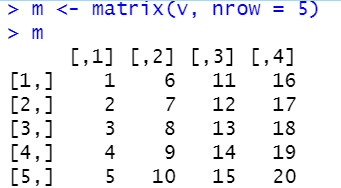 > m <- matrix(v, nrow = 5)
> m
     [,1] [,2] [,3] [,4]
[1,]    1    6   11   16
[2,]    2    7   12   17
[3,]    3    8   13   18
[4,]    4    9   14   19
[5,]    5   10   15   20